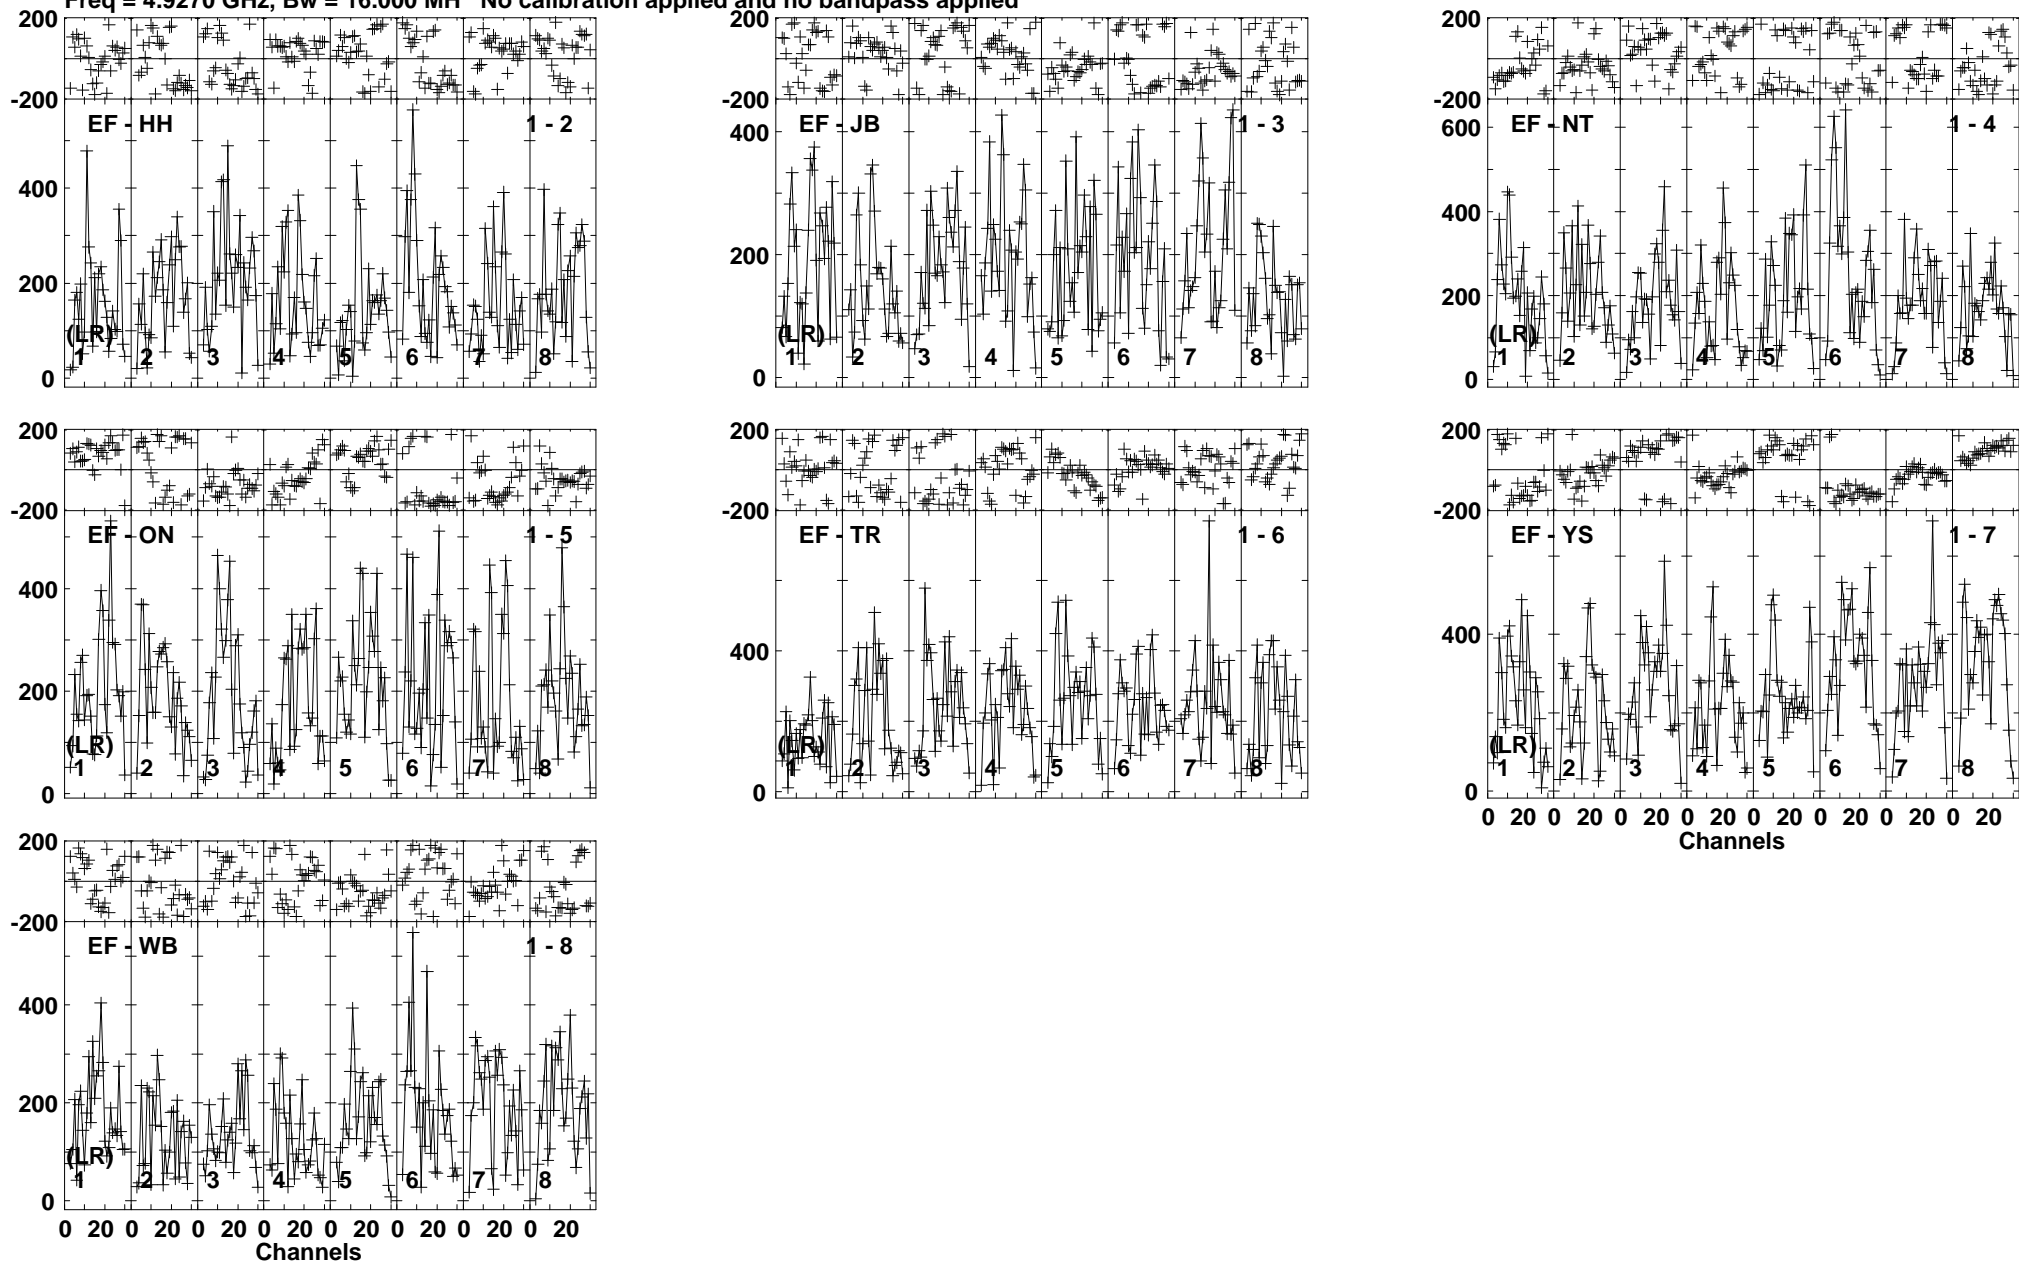 Freq = 4.9270 GHz, Bw = 16.000 MH No calibration applied and no bandpass applied
200
-200
EF - HH 1 - 2
400
200
0
(LR)
1 2 3 4 5 6 7 8
200
-200
EF - JB 1 - 3
400
200
0
(LR)
1 2 3 4 5 6 7 8
200
-200
EF - NT 1 - 4
600
400
200
0
(LR)
1 2 3 4 5 6 7 8
200
-200
EF - ON 1 - 5
400
200
0
(LR)
1 2 3 4 5 6 7 8
200
-200
EF - TR 1 - 6
400
0
(LR)
1 2 3 4 5 6 7 8
200
-200
EF - YS 1 - 7
400
0
(LR)
1 2 3 4 5 6 7 8
0 20 0 20 0 20 0 20 0 20 0 20 0 20 0 20
Channels
200
-200
EF - WB 1 - 8
400
200
0
(LR)
1 2 3 4 5 6 7 8
0 20 0 20 0 20 0 20 0 20 0 20 0 20 0 20
Channels